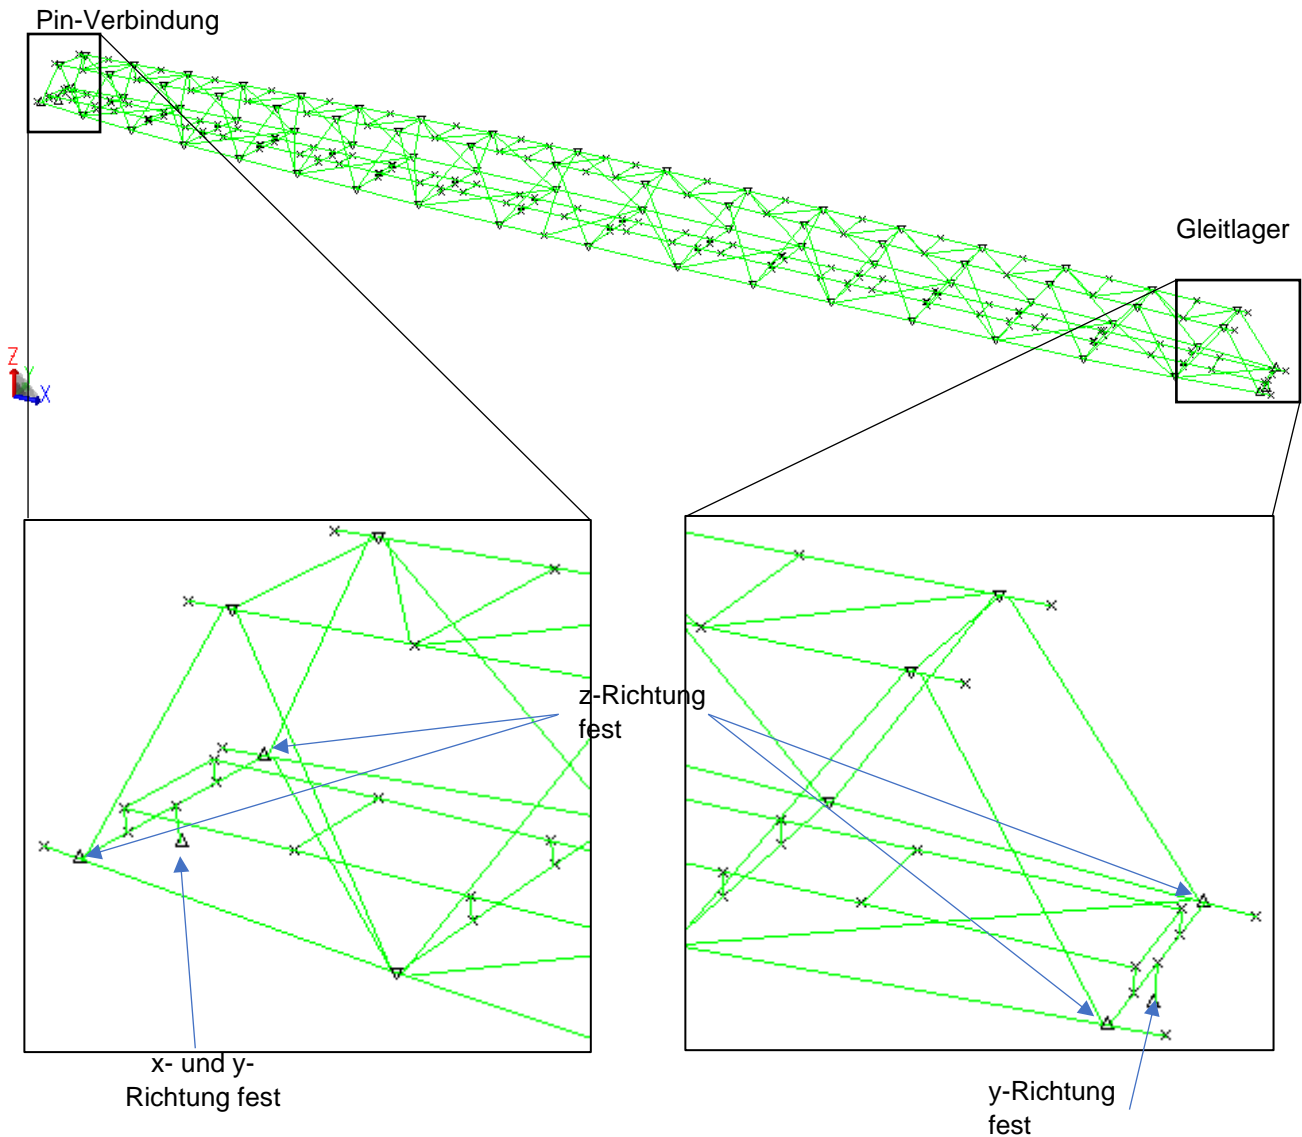 Pin-Verbindung
Gleitlager
Z
Y
X
z-Richtung
fest
x- und y-
Richtung fest
y-Richtung
fest